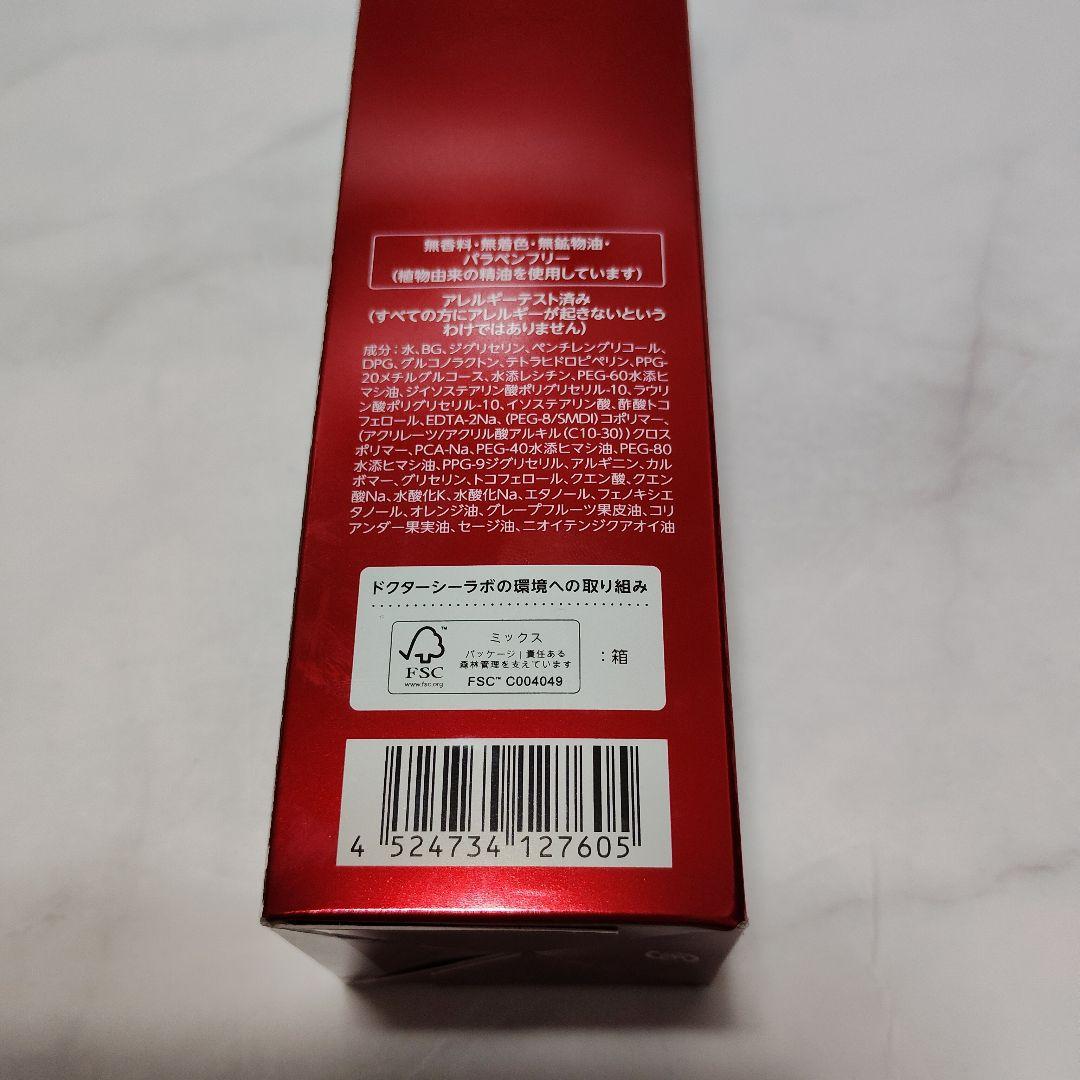 無香料・無着色・無鉱物油・
パラベンフリー
(植物由来の精油を使用しています)
アレルギーテスト済み
(すべての方にアレルギーが起きないという
わけではありません)
成分：水、BG、ジグリセリン、ペンチレングリコール、
DPG、グルコノラクトン、テトラヒドロピペリン、PPG-
20メチルグルコース、水添レシチン、PEG-60水添ヒ
マシ油、ジイソステアリン酸ポリグリセリル-10、ラウリ
ン酸ポリグリセリル-10、イソステアリン酸、酢酸トコ
フェロール、EDTA-2Na、(PEG-8/SMDI)コポリマー、
(アクリレーツ/アクリル酸アルキル(C10-30))クロス
ポリマー、PCA-Na、PEG-40水添ヒマシ油、PEG-80
水添ヒマシ油、PPG-9ジグリセリル、アルギニン、カル
ボマー、グリセリン、トコフェロール、クエン酸、クエン
酸Na、水酸化K、水酸化Na、エタノール、フェノキシエ
タノール、オレンジ油、グレープフルーツ果皮油、コリ
アンダー果実油、セージ油、ニオイテンジクアオイ油
ドクターシーラボの環境への取り組み
FSC™
www.fsc.org
ミックス
パッケージ|責任ある
森林管理を支えています
FSC™ C004049
：箱
4 524734 127605